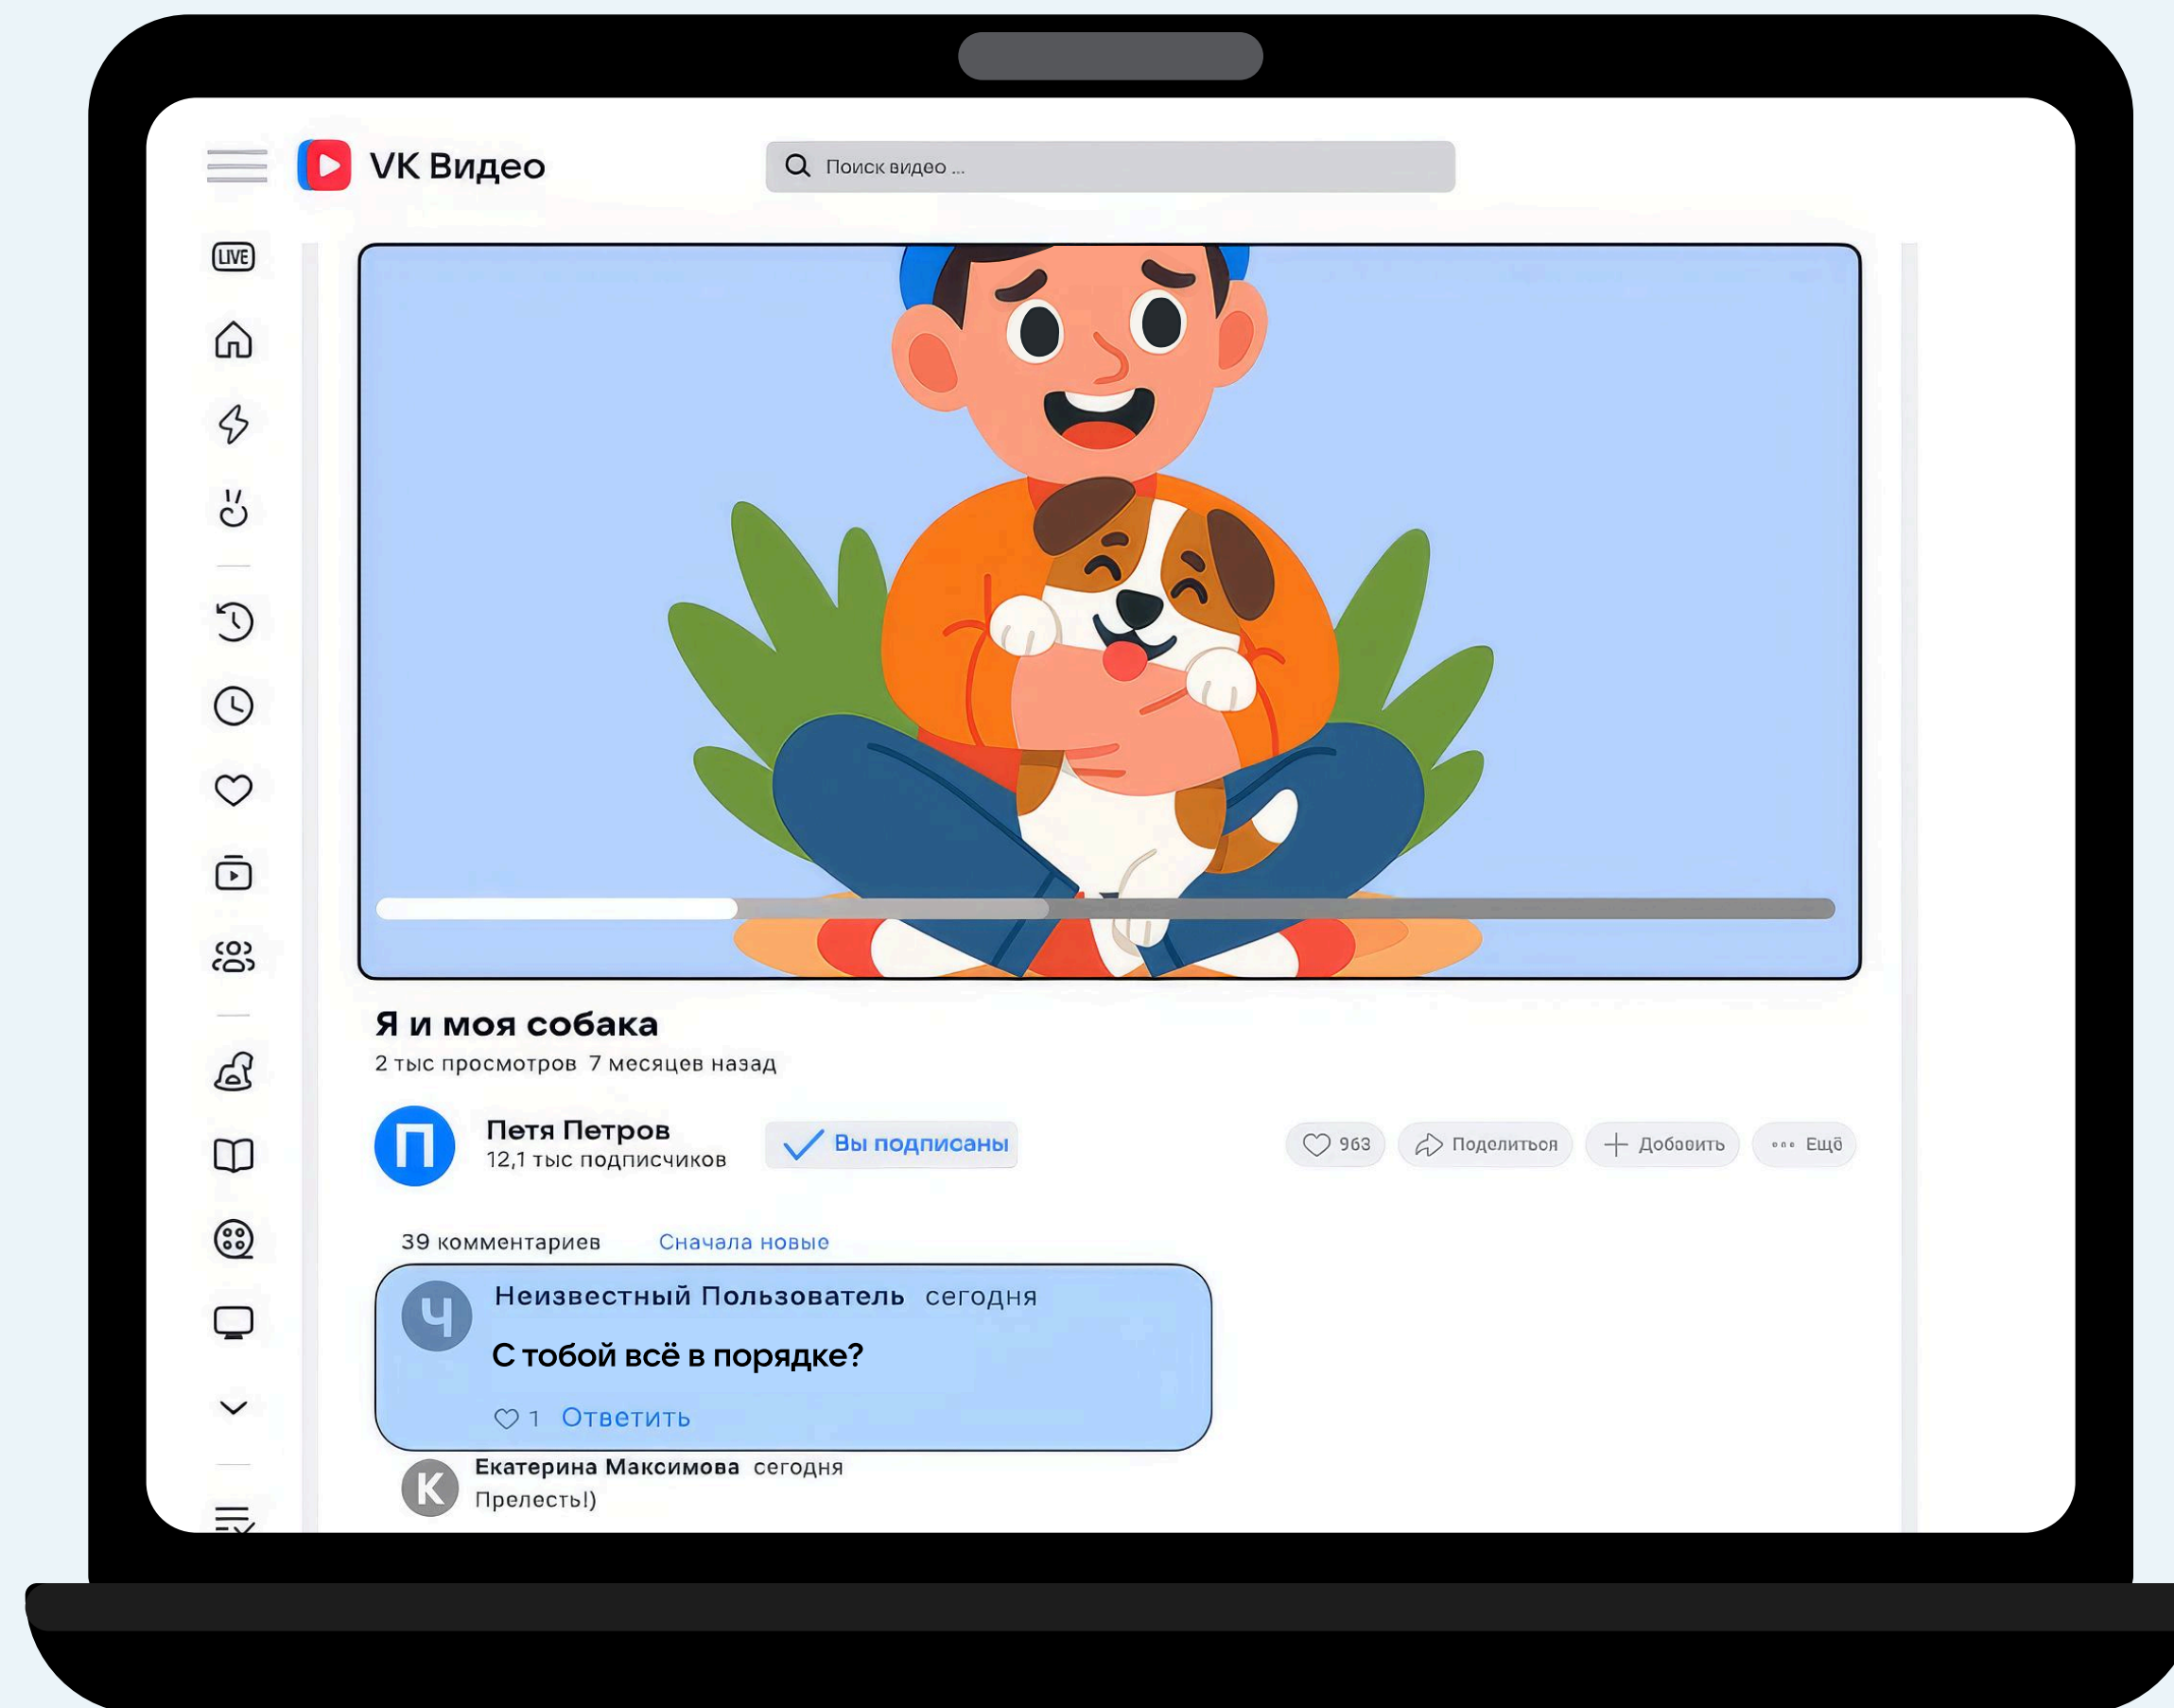 VK Видео
Поиск видео ...
LIVE
Я и моя собака
2 тыс просмотров 7 месяцев назад
П
Петя Петров
12,1 тыс подписчиков
Вы подписаны
963
Поделиться
Добавить
Ещё
39 комментариев Сначала новые
Ч
Неизвестный Пользователь сегодня
С тобой всё в порядке?
1 Ответить
К
Екатерина Максимова сегодня
Прелесть!)